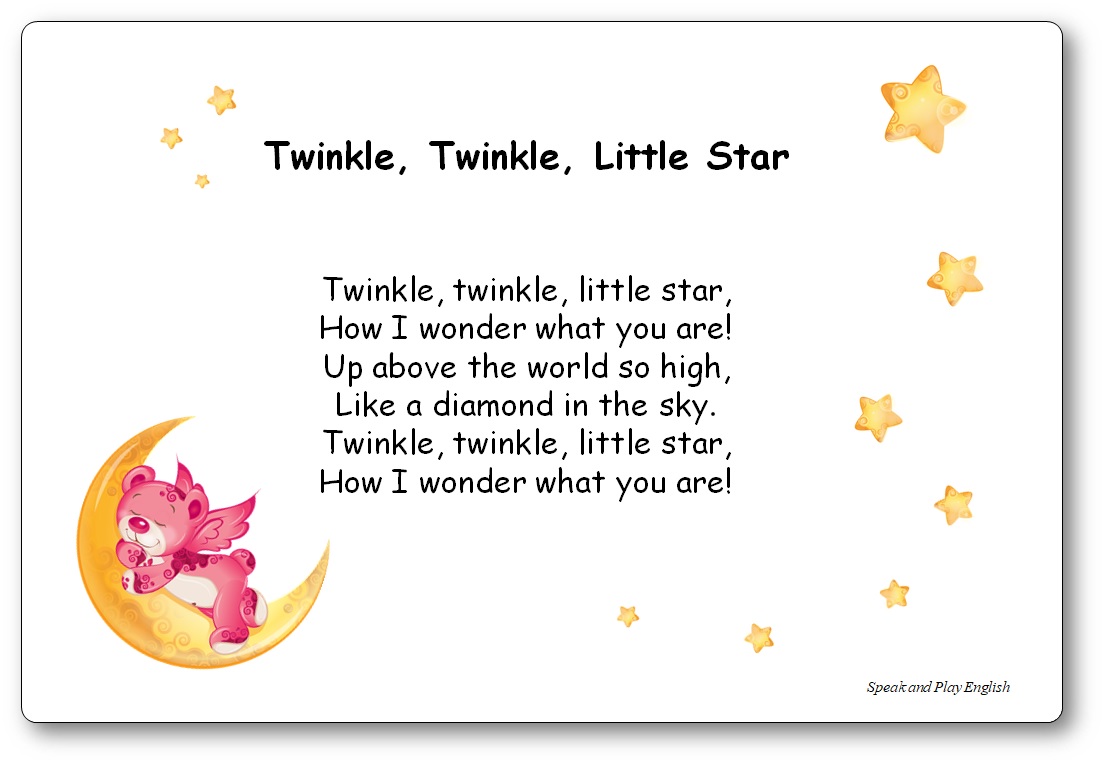 Twinkle, Twinkle, Little Star
Twinkle, twinkle, little star,
How I wonder what you are!
Up above the world so high,
Like a diamond in the sky.
Twinkle, twinkle, little star,
How I wonder what you are!
Speak and Play English